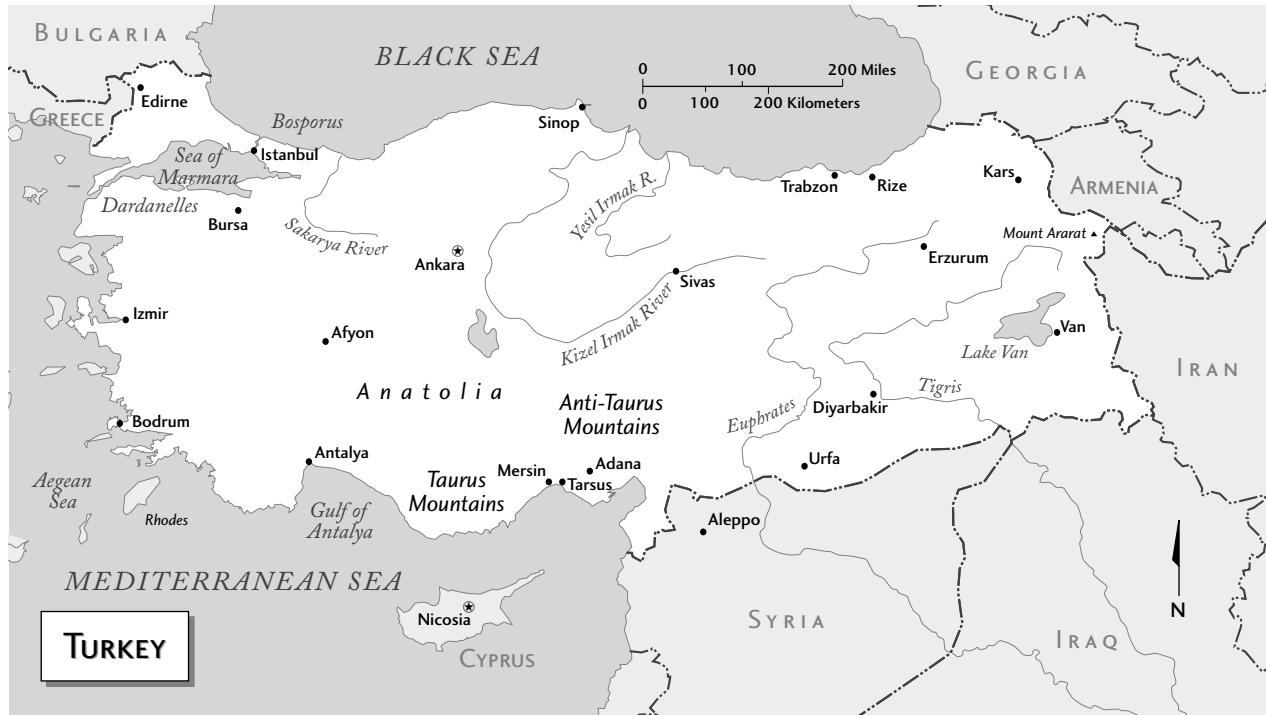 BULGARIA
BLACK SEA
0 100 200 Miles
0 100 200 Kilometers
GEORGIA
Edirne
GREECE
Bosporus
Sinop
Istanbul
Sea of
Marmara
Dardanelles
Bursa
Sakarya River
Yesil Irmak R.
Trabzon
Rize
Kars
ARMENIA
Mount Ararat
Ankara
Sivas
Erzurum
Kizel Irmak River
Izmir
Afyon
Van
Lake Van
IRAN
Anatolia
Anti-Taurus
Mountains
Euphrates
Diyarbakir
Tigris
Bodrum
Antalya
Mersin
Adana
Tarsus
Urfa
Taurus
Mountains
Aegean
Sea
Rhodes
Gulf of
Antalya
Aleppo
MEDITERRANEAN SEA
Nicosia
CYPRUS
SYRIA
IRAQ
N
TURKEY